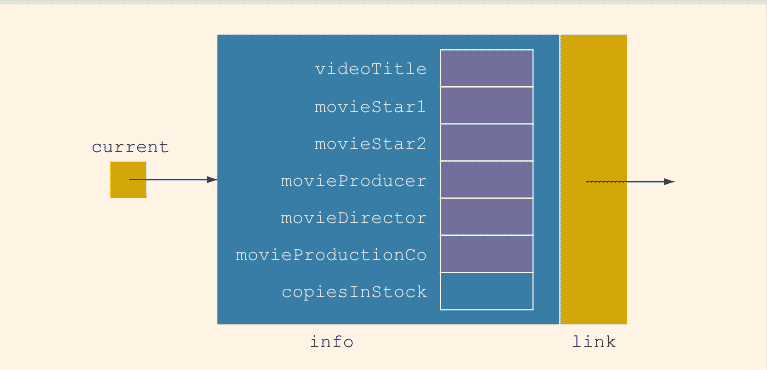 videoTitle
movieStar1
movieStar2
current
movieProducer
movieDirector
movieProductionCo
copiesInStock
info
link